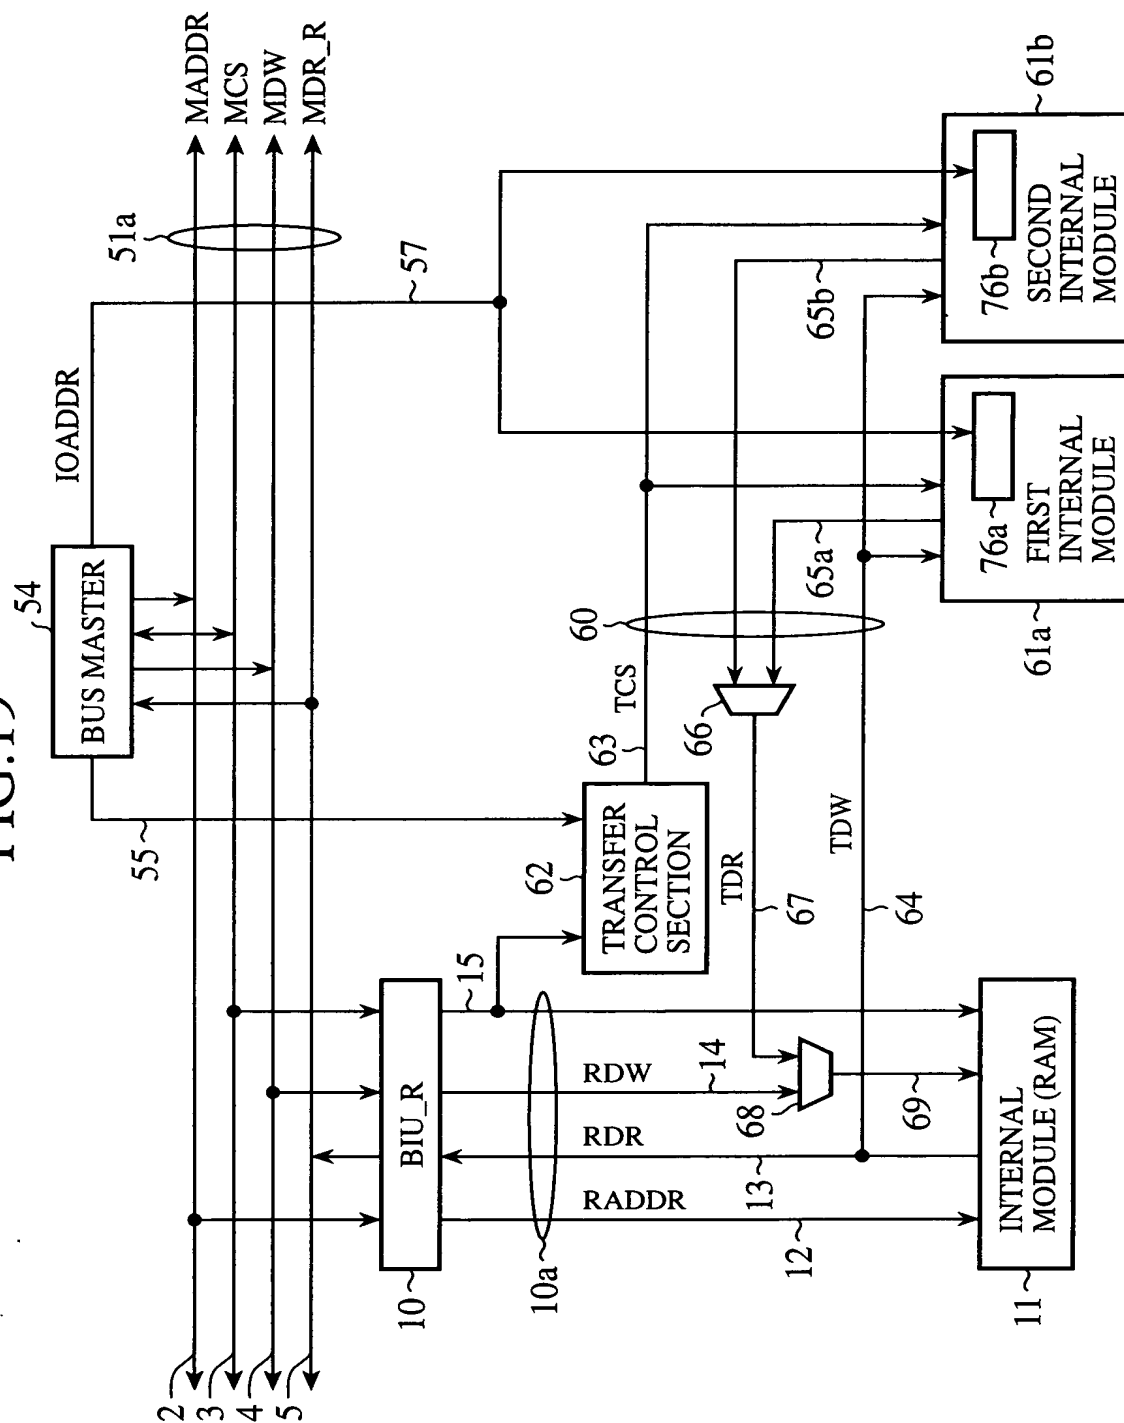 FIG.19
54
BUS MASTER
IOADDR
51a
MADDR
MCS
MDW
MDR_R
2
3
4
5
55
57
10
BIU_R
15
10a
62
TRANSFER
CONTROL
SECTION
63
TCS
60
65a
65b
66
RDW
14
RDR
13
RADDR
12
TDR
67
68
69
TDW
64
11
INTERNAL
MODULE (RAM)
61a
76a
FIRST
INTERNAL
MODULE
61b
76b
SECOND
INTERNAL
MODULE